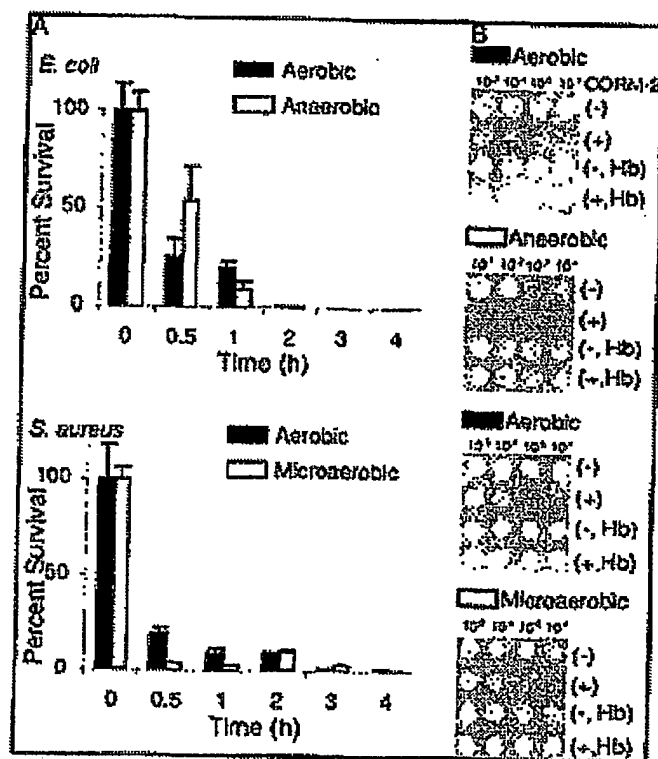 A
E. coli
Aerobic
Anaerobic
Percent Survival
100
50
0
0 0.5 1 2 3 4
Time (h)
S. aureus
Aerobic
Microaerobic
Percent Survival
100
50
0
0 0.5 1 2 3 4
Time (h)
B
Aerobic
CORM-2
(-)
(+)
(-, Hb)
(+,Hb)
Anaerobic
(-)
(+)
(-, Hb)
(+,Hb)
Aerobic
(-)
(+)
(-, Hb)
(+,Hb)
Microaerobic
(-)
(+)
(-, Hb)
(+,Hb)